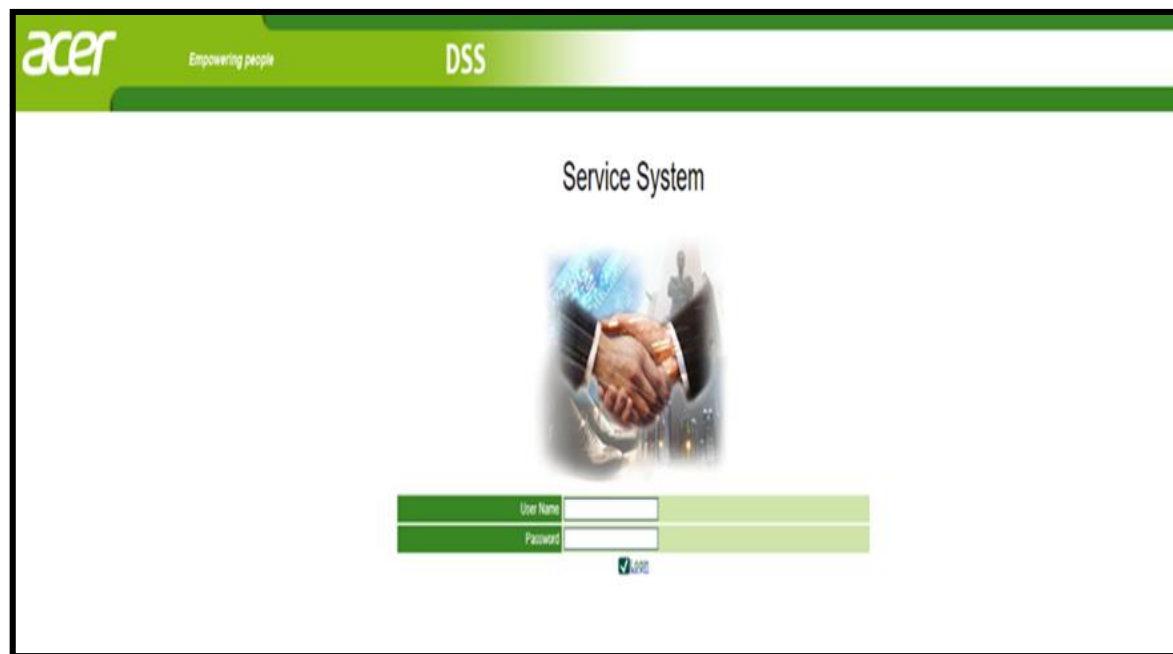 acer
Empowering people
DSS
Service System
User Name
Password
Login